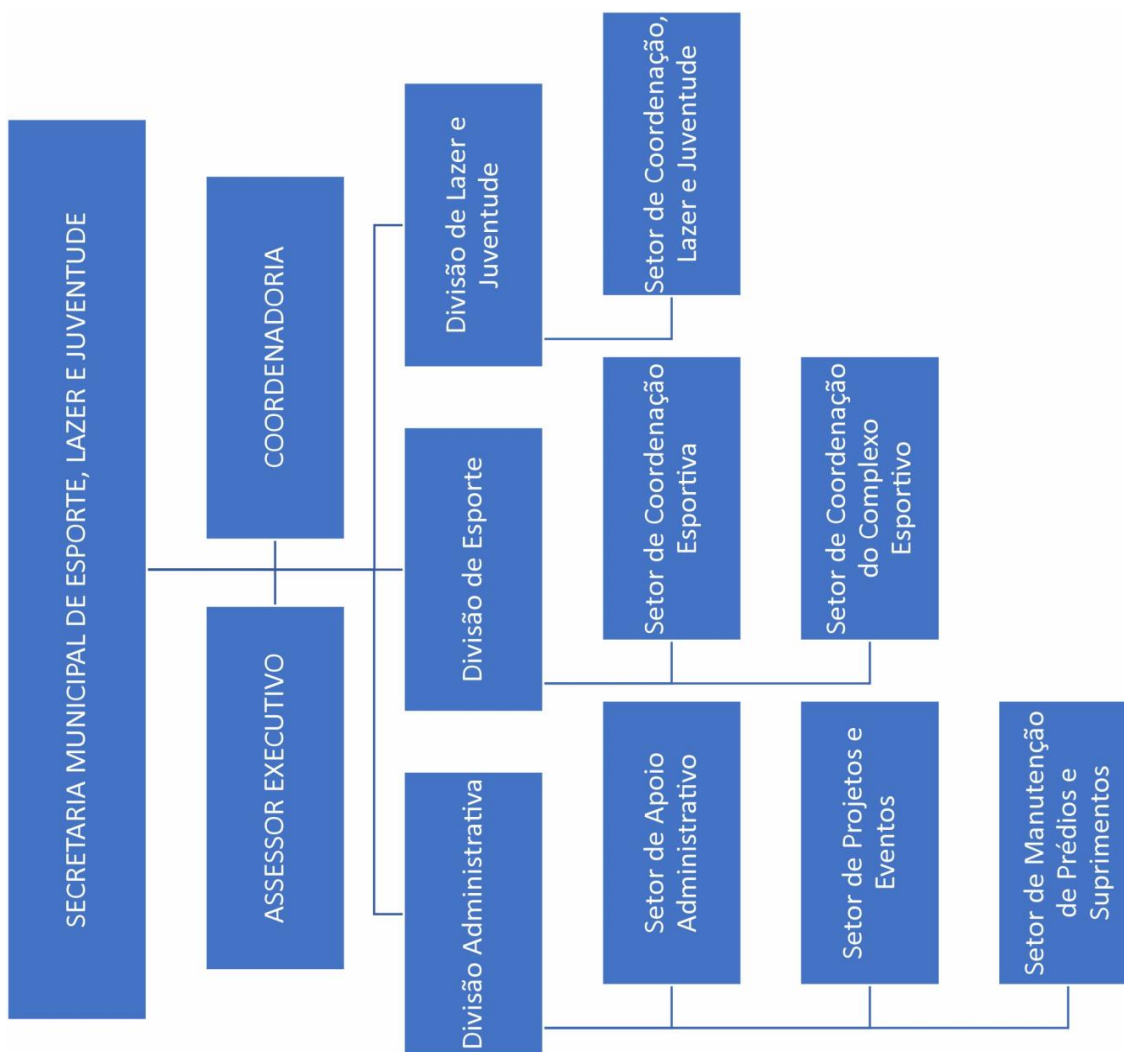 SECRETARIA MUNICIPAL DE ESPORTE, LAZER E JUVENTUDE
ASSESSOR EXECUTIVO
COORDENADORIA
Divisão Administrativa
Divisão de Esporte
Divisão de Lazer e
Juventude
Setor de Apoio
Administrativo
Setor de Coordenação
Esportiva
Setor de Coordenação,
Lazer e Juventude
Setor de Projetos e
Eventos
Setor de Coordenação
do Complexo
Esportivo
Setor de Manutenção
de Prédios e
Suprimentos